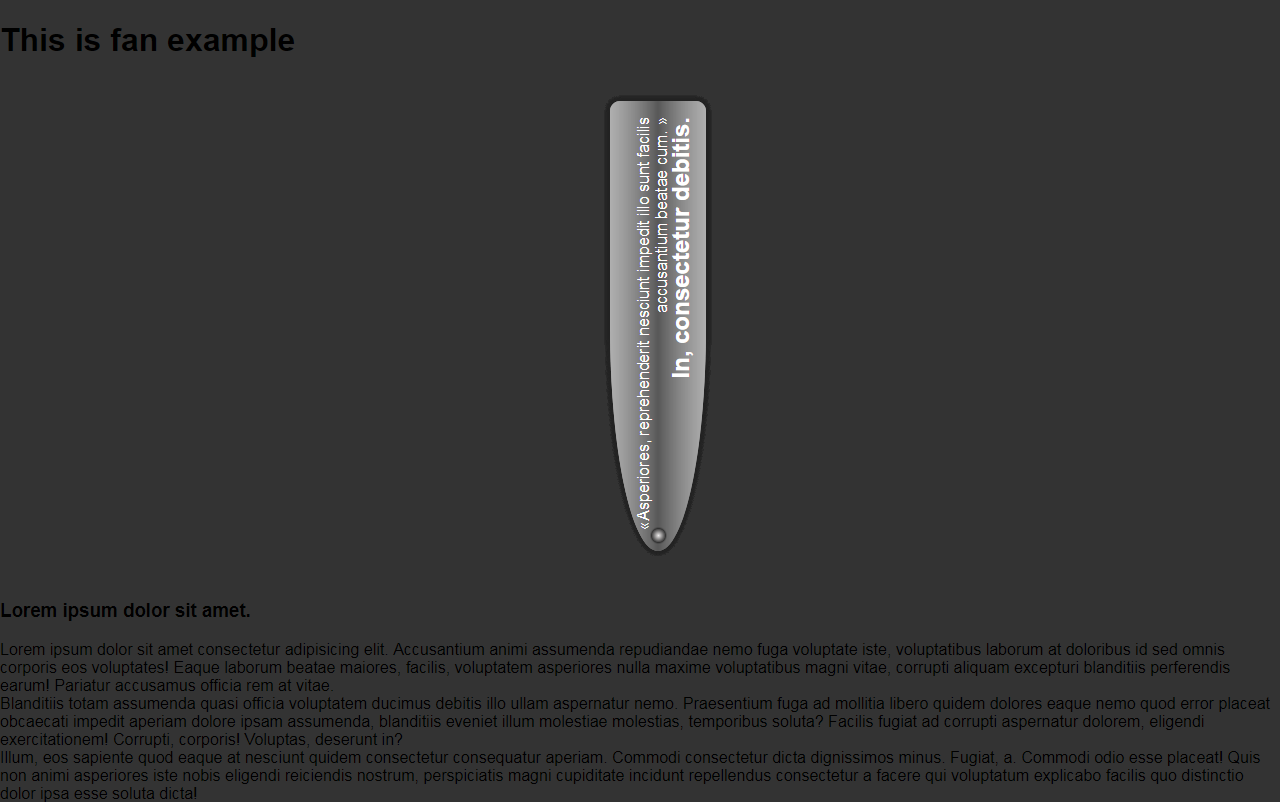 This is fan example
«Asperiores, reprehenderit nesciunt impedit illo sunt facilis
accusantium beatae cum. »
In, consectetur debitis.
Lorem ipsum dolor sit amet.
Lorem ipsum dolor sit amet consectetur adipisicing elit. Accusantium animi assumenda repudiandae nemo fuga voluptate iste, voluptatibus laborum at doloribus id sed omnis
corporis eos voluptates! Eaque laborum beatae maiores, facilis, voluptatem asperiores nulla maxime voluptatibus magni vitae, corrupti aliquam excepturi blanditiis perferendis
earum! Pariatur accusamus officia rem at vitae.
Blanditiis totam assumenda quasi officia voluptatem ducimus debitis illo ullam aspernatur nemo. Praesentium fuga ad mollitia libero quidem dolores eaque nemo quod error placeat
obcaecati impedit aperiam dolore ipsam assumenda, blanditiis eveniet illum molestiae molestias, temporibus soluta? Facilis fugiat ad corrupti aspernatur dolorem, eligendi
exercitationem! Corrupti, corporis! Voluptas, deserunt in?
Illum, eos sapiente quod eaque at nesciunt quidem consectetur consequatur aperiam. Commodi consectetur dicta dignissimos minus. Fugiat, a. Commodi odio esse placeat! Quis
non animi asperiores iste nobis eligendi reiciendis nostrum, perspiciatis magni cupiditate incidunt repellendus consectetur a facere qui voluptatum explicabo facilis quo distinctio
dolor ipsa esse soluta dicta!